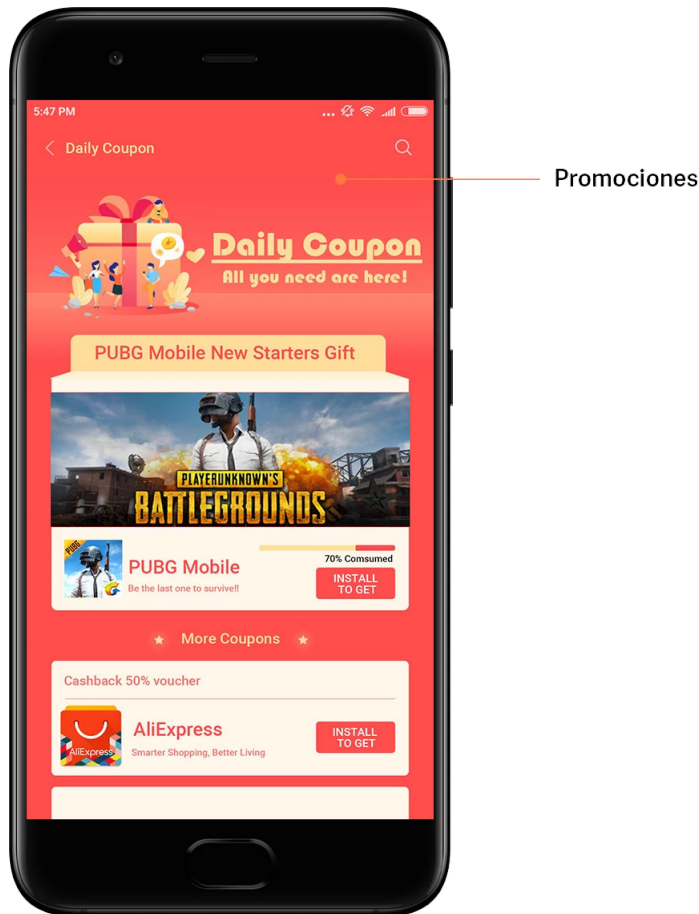 5:47 PM
Daily Coupon
Promociones
Daily Coupon
All you need are here!
PUBG Mobile New Starters Gift
PLAYERUNKNOWN'S
BATTLEGROUNDS
PUBG
PUBG Mobile
Be the last one to survive!!
70% Comsumed
INSTALL
TO GET
More Coupons
Cashback 50% voucher
AliExpress
AliExpress
Smarter Shopping, Better Living
INSTALL
TO GET